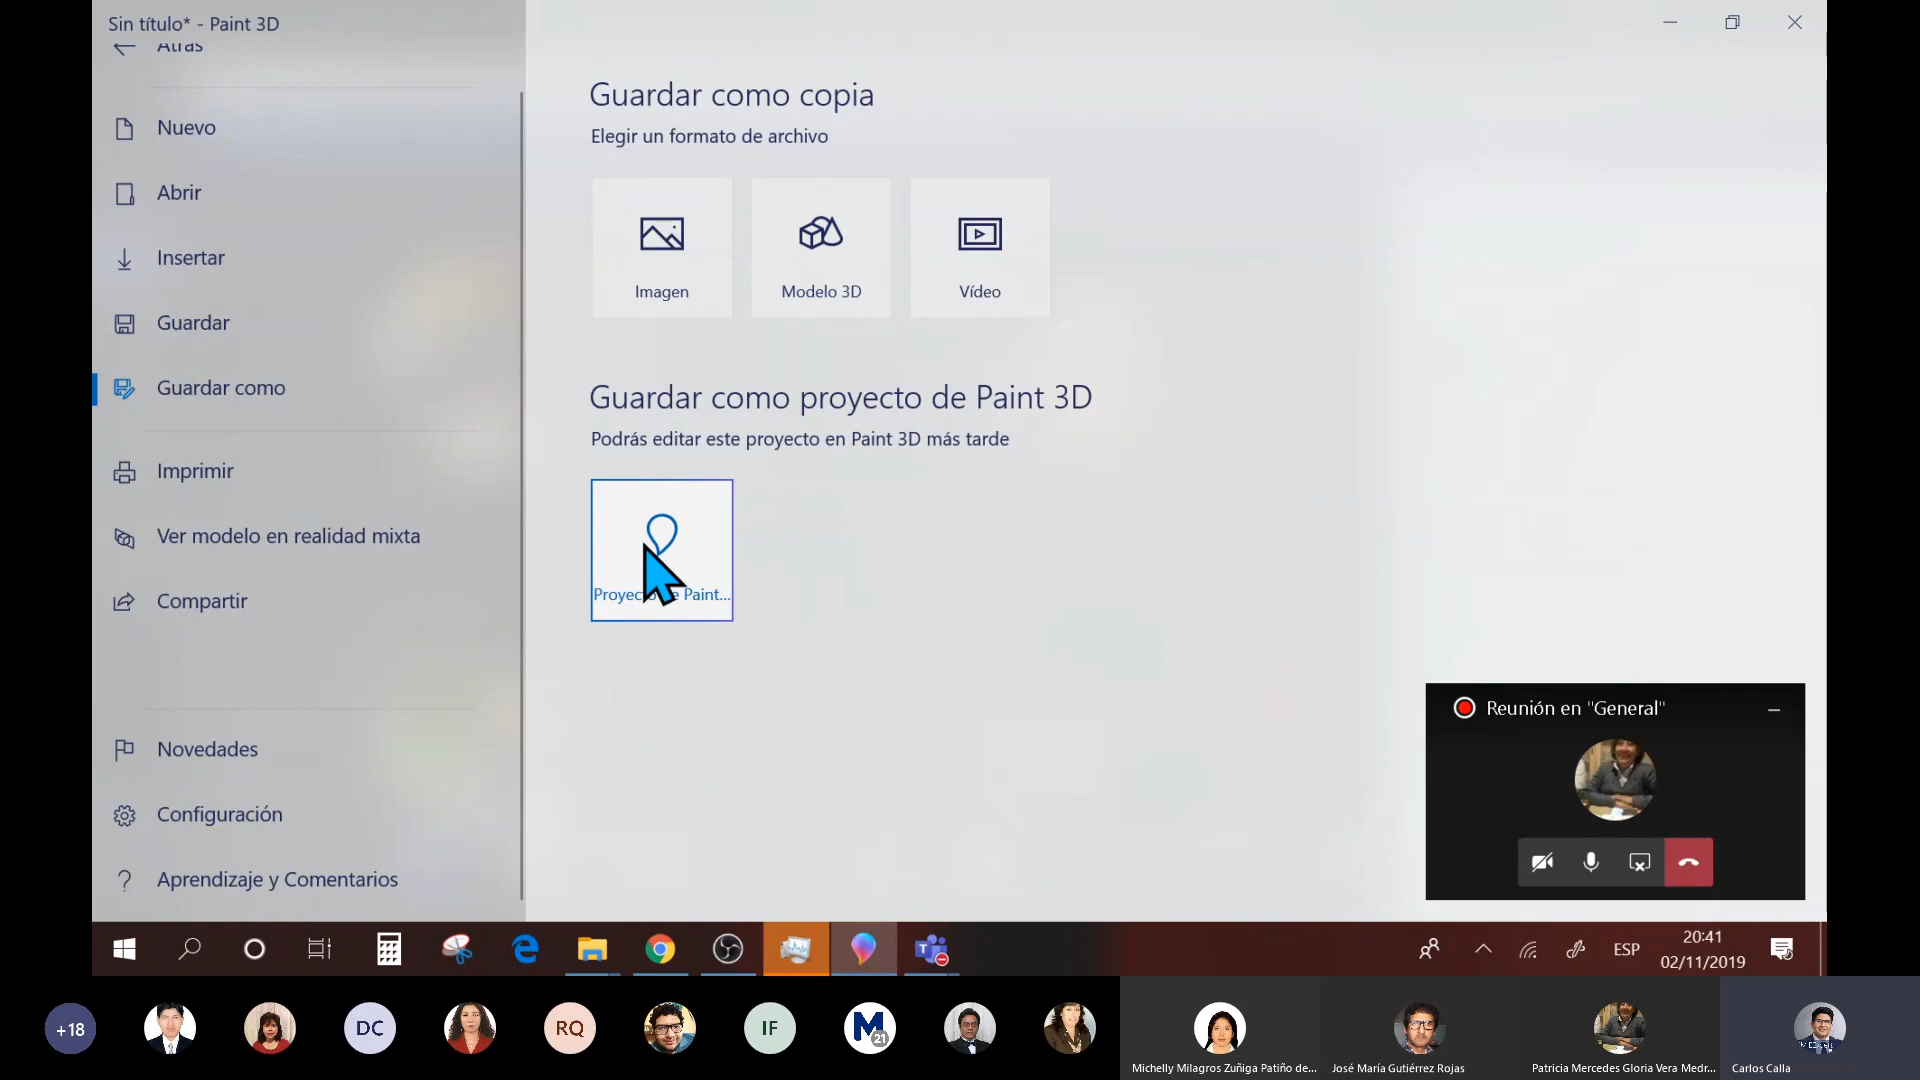 Sin título* - Paint 3D
Atrás
Nuevo
Abrir
Insertar
Guardar
Guardar como
Imprimir
Ver modelo en realidad mixta
Compartir
Novedades
Configuración
Aprendizaje y Comentarios
Guardar como copia
Elegir un formato de archivo
Imagen
Modelo 3D
Vídeo
Guardar como proyecto de Paint 3D
Podrás editar este proyecto en Paint 3D más tarde
Paint...
Reunión en "General"
ESP
20:41
02/11/2019
+18
DC
RQ
IF
M
21
Michelly Milagros Zuñiga Patiño de...
José María Gutiérrez Rojas
Patricia Mercedes Gloria Vera Medr...
Carlos Calla